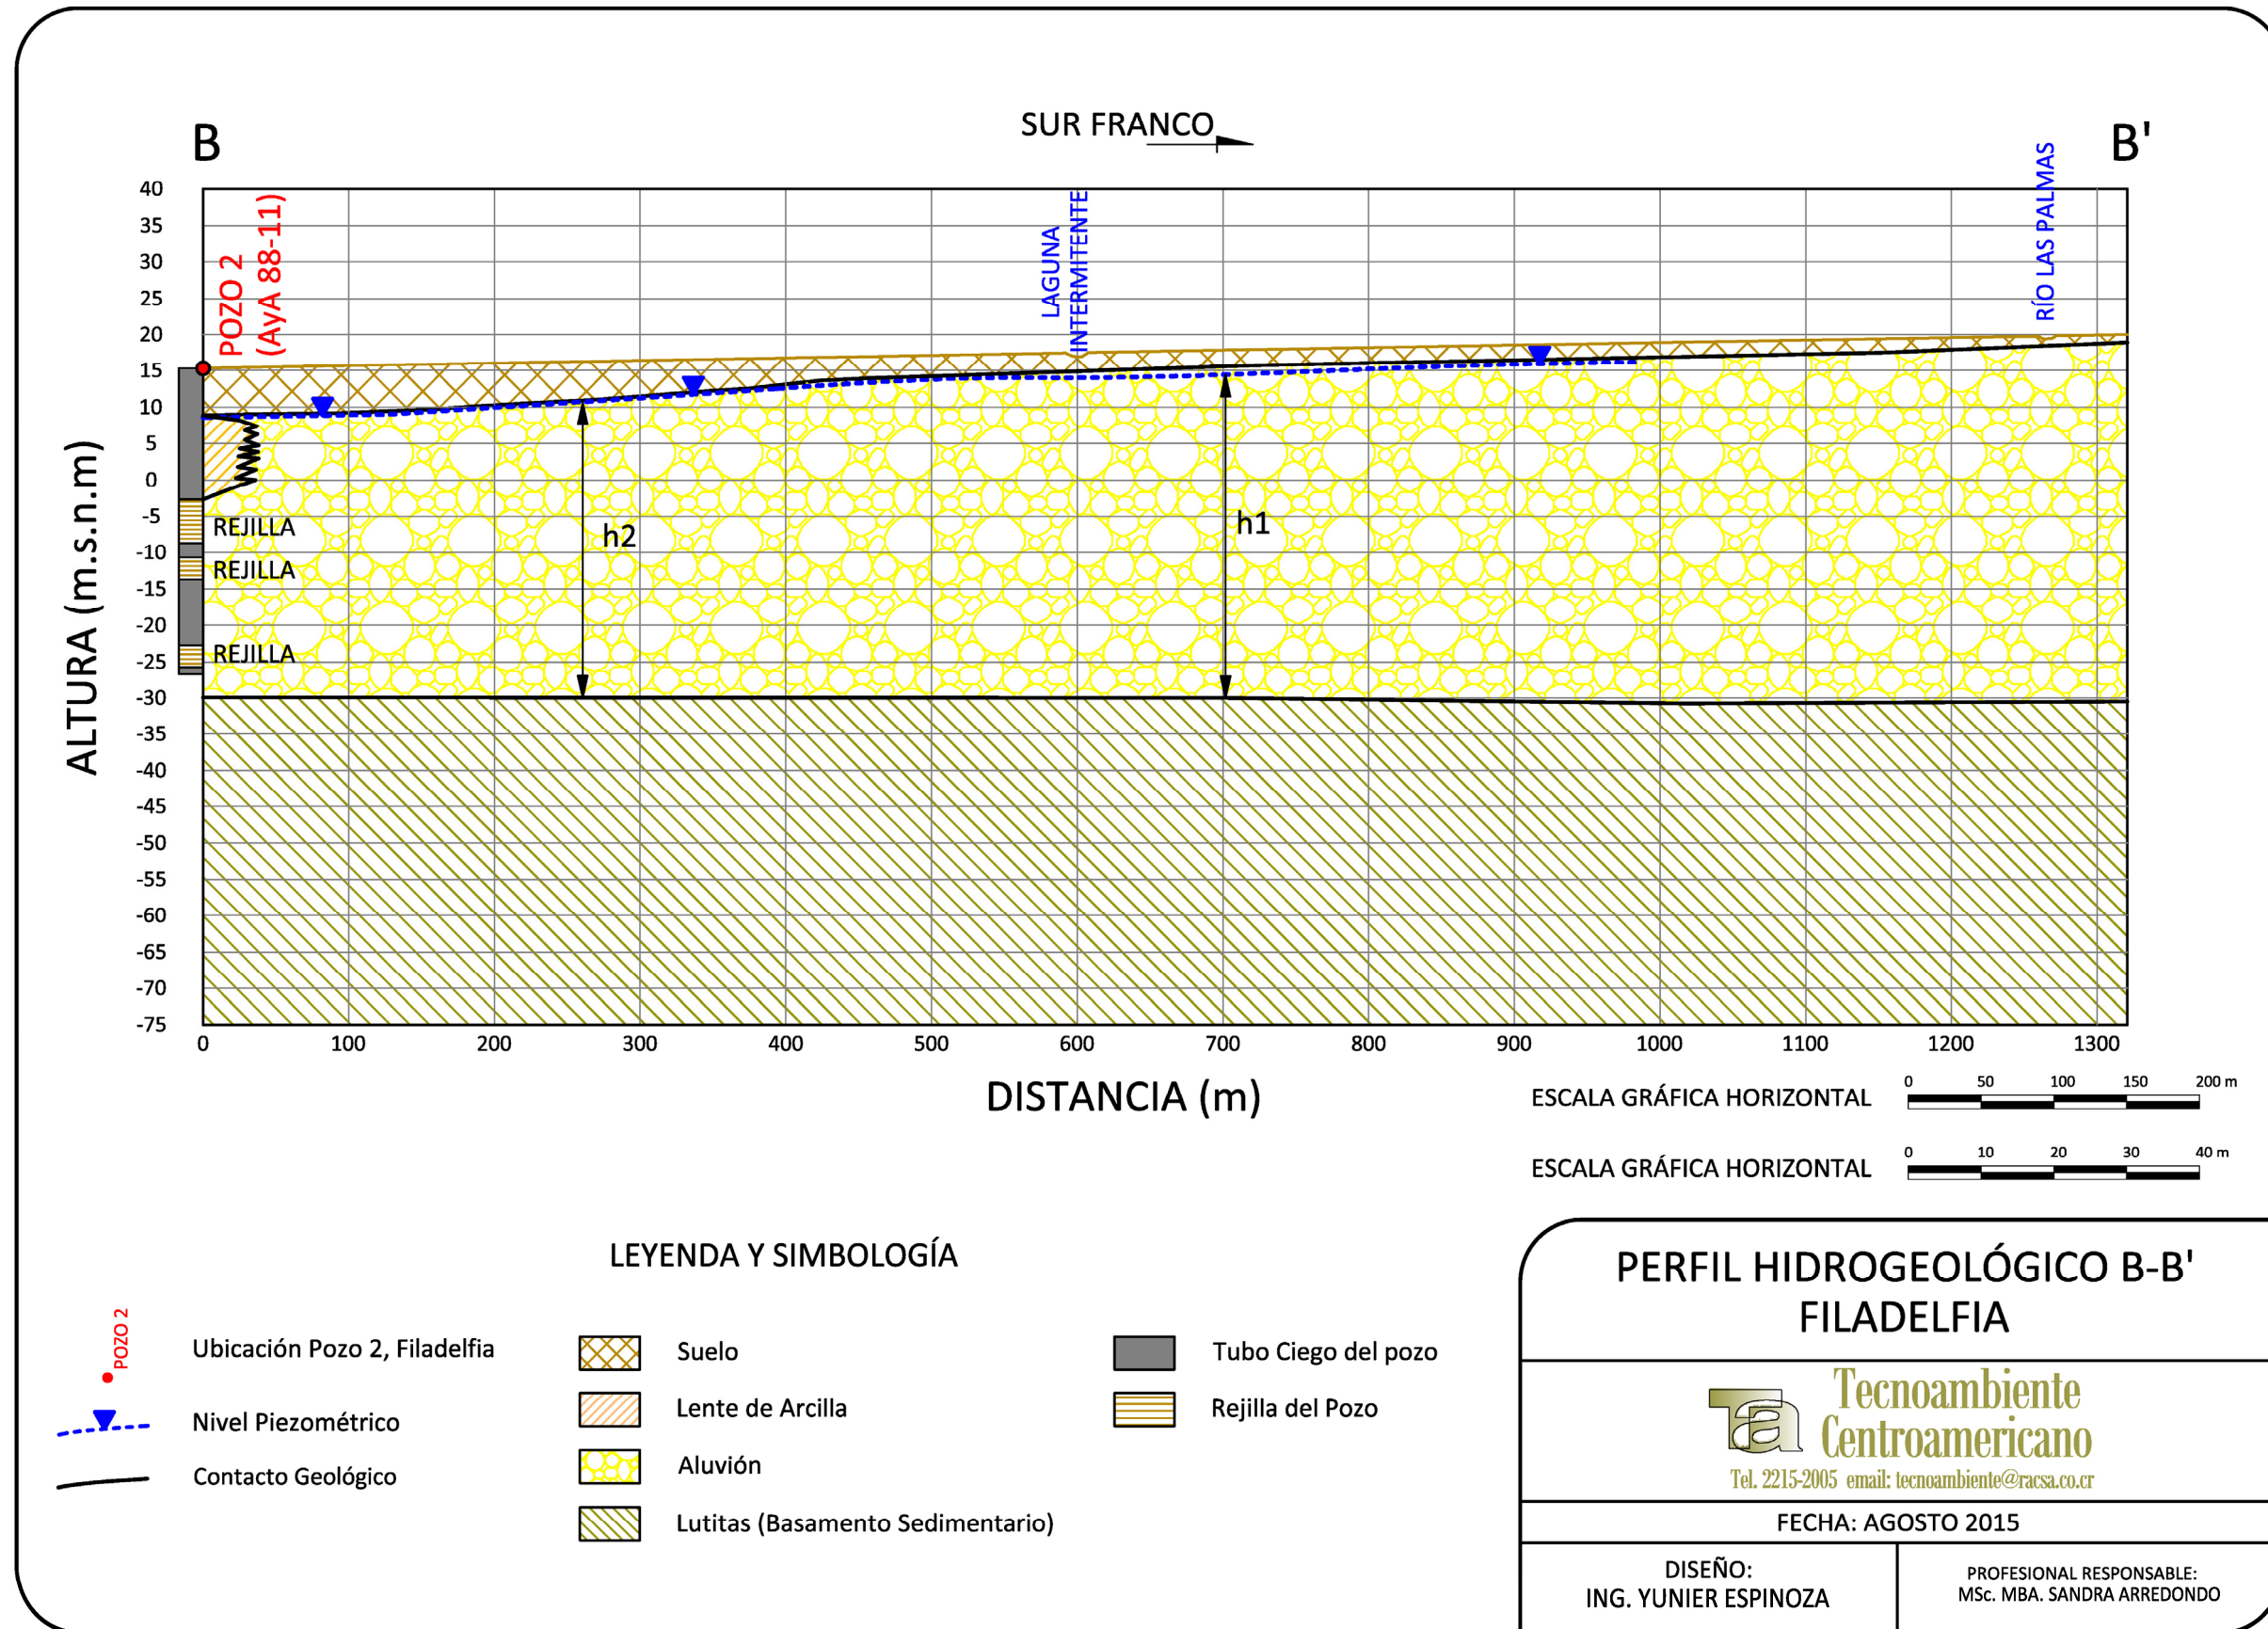 B
SUR FRANCO
B'
POZO 2
(AyA 88-11)
LAGUNA
INTERMITENTE
RÍO LAS PALMAS
ALTURA (m.s.n.m)
40
35
30
25
20
15
10
5
0
-5
-10
-15
-20
-25
-30
-35
-40
-45
-50
-55
-60
-65
-70
-75
REJILLA
REJILLA
REJILLA
h2
h1
0 100 200 300 400 500 600 700 800 900 1000 1100 1200 1300
DISTANCIA (m)
ESCALA GRÁFICA HORIZONTAL
0 50 100 150 200 m
ESCALA GRÁFICA HORIZONTAL
0 10 20 30 40 m
LEYENDA Y SIMBOLOGÍA
POZO 2
Ubicación Pozo 2, Filadelfia
Nivel Piezométrico
Contacto Geológico
Suelo
Lente de Arcilla
Aluvión
Lutitas (Basamento Sedimentario)
Tubo Ciego del pozo
Rejilla del Pozo
PERFIL HIDROGEOLÓGICO B-B'
FILADELFIA
Ta
Tecnoambiente
Centroamericano
Tel. 2215-2005 email: tecnoambiente@racsa.co.cr
FECHA: AGOSTO 2015
DISEÑO:
ING. YUNIER ESPINOZA
PROFESIONAL RESPONSABLE:
MSc. MBA. SANDRA ARREDONDO